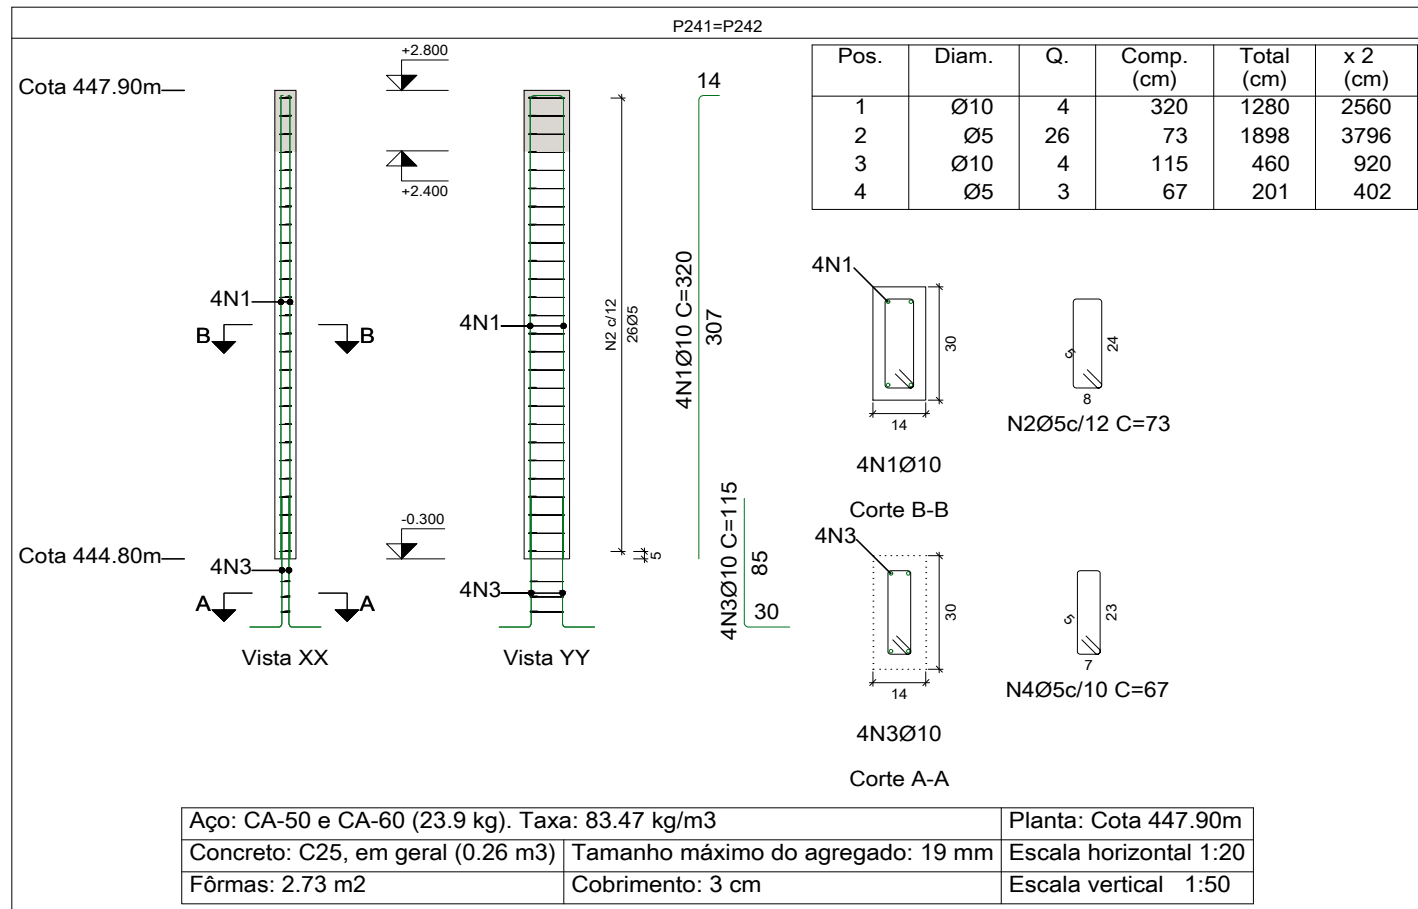 P241=P242
Pos. Diam. Q. Comp. (cm) Total (cm) x 2 (cm)
1 Ø10 4 320 1280 2560
2 Ø5 26 73 1898 3796
3 Ø10 4 115 460 920
4 Ø5 3 67 201 402
Cota 447.90m
+2.800
+2.400
4N1
B B
-0.300
Cota 444.80m
4N3
A A
Vista XX
4N1
4N3
Vista YY
N2 c/12
26Ø5
5
14
4N1Ø10 C=320
307
4N3Ø10 C=115
85
30
4N1
30
14
4N1Ø10
Corte B-B
5
24
8
N2Ø5c/12 C=73
4N3
30
14
4N3Ø10
Corte A-A
5
23
7
N4Ø5c/10 C=67
Aço: CA-50 e CA-60 (23.9 kg). Taxa: 83.47 kg/m3 Planta: Cota 447.90m
Concreto: C25, em geral (0.26 m3) Tamanho máximo do agregado: 19 mm Escala horizontal 1:20
Fôrmas: 2.73 m2 Cobrimento: 3 cm Escala vertical 1:50